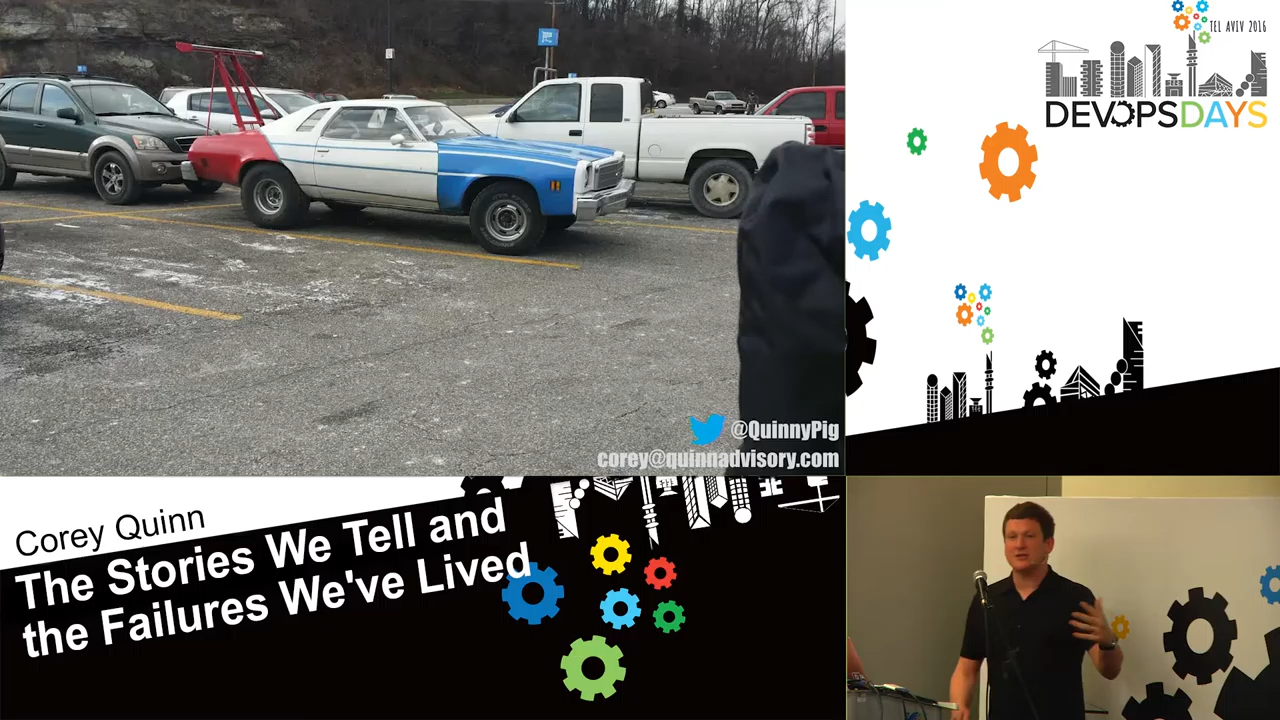 TEL AVIV 2016
DEVOPSDAYS
@QuinnyPig
corey@quinnadvisory.com
Corey Quinn
The Stories We Tell and
the Failures We've Lived